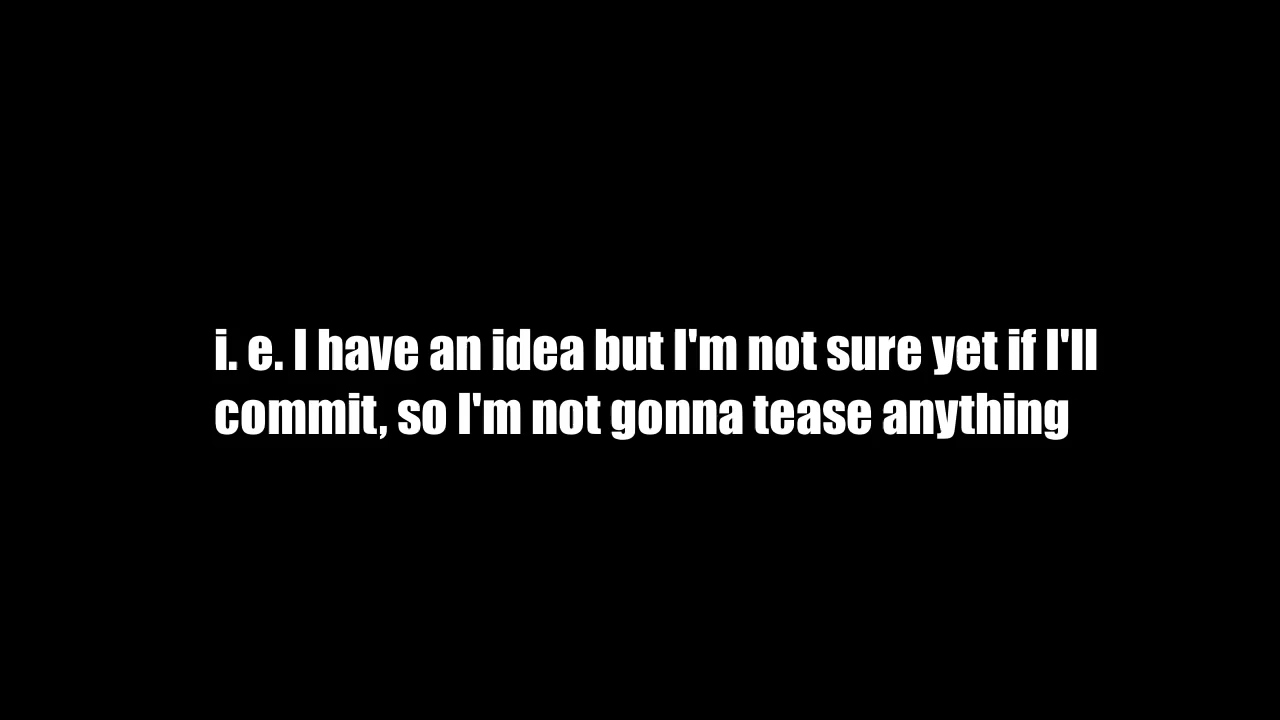 i. e. I have an idea but I'm not sure yet if I'll
commit, so I'm not gonna tease anything